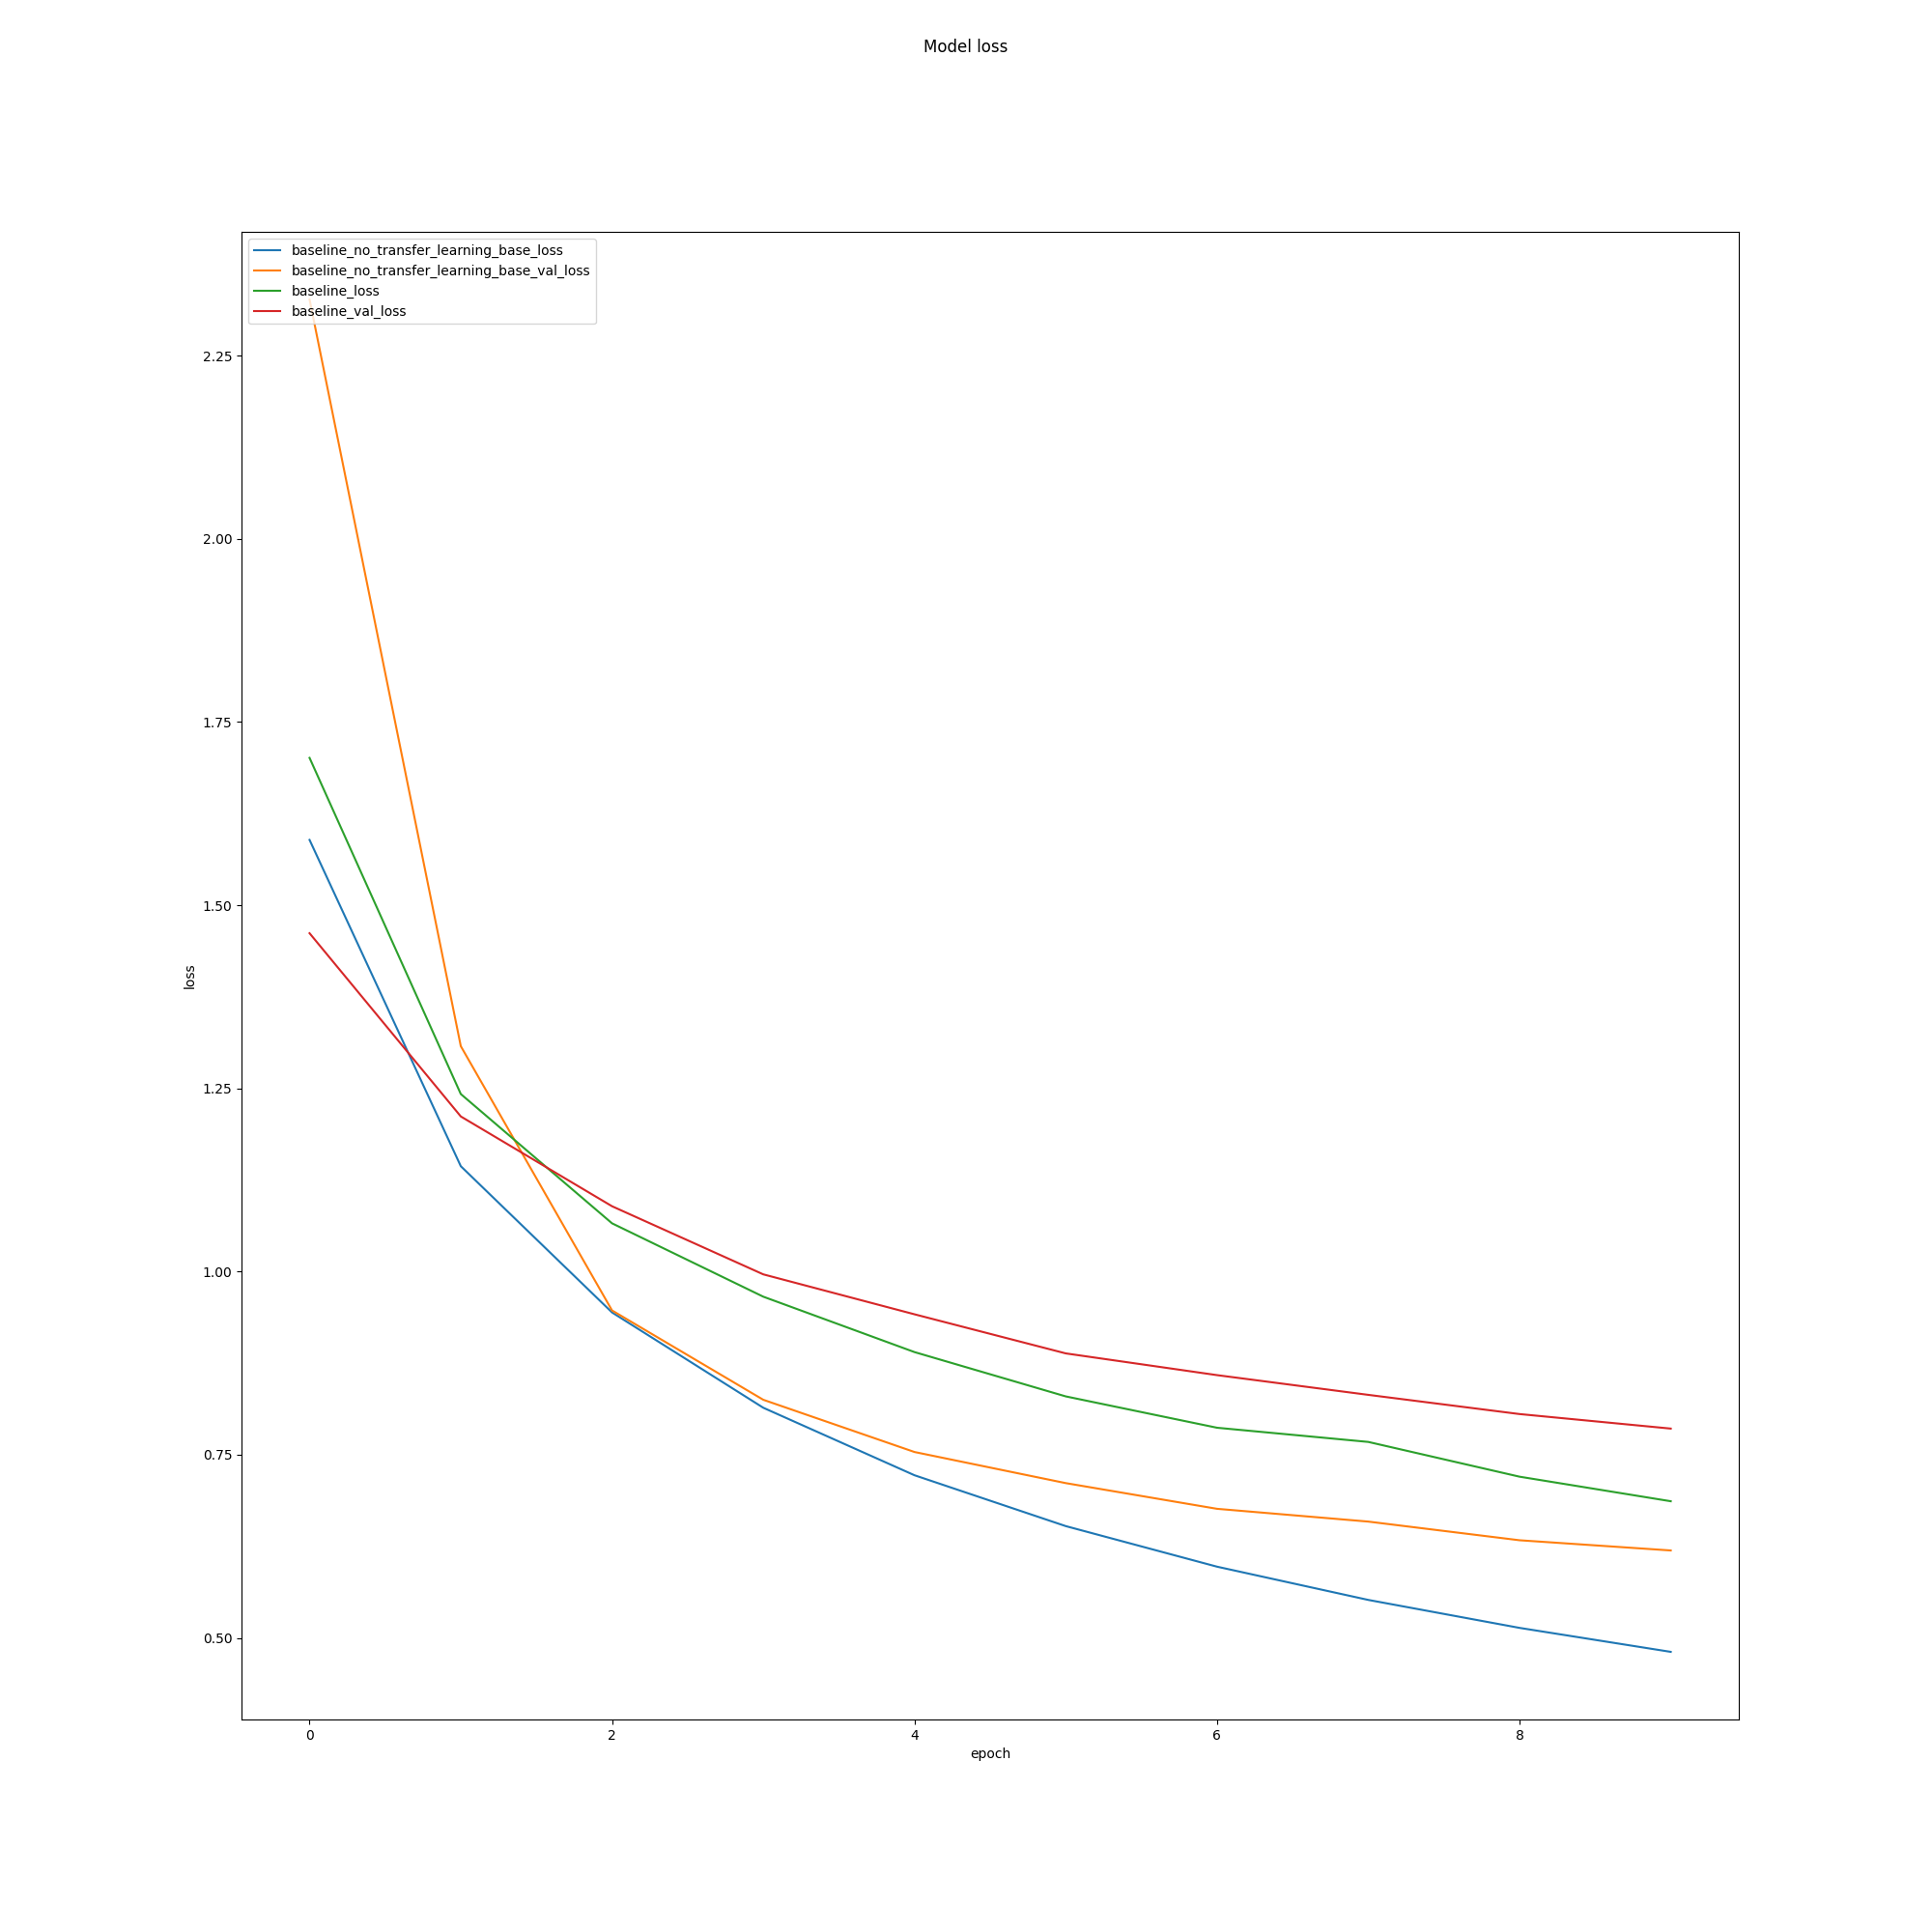 Model loss
baseline_no_transfer_learning_base_loss
baseline_no_transfer_learning_base_val_loss
baseline_loss
baseline_val_loss
2.25
2.00
1.75
1.50
1.25
1.00
0.75
0.50
loss
0 2 4 6 8
epoch